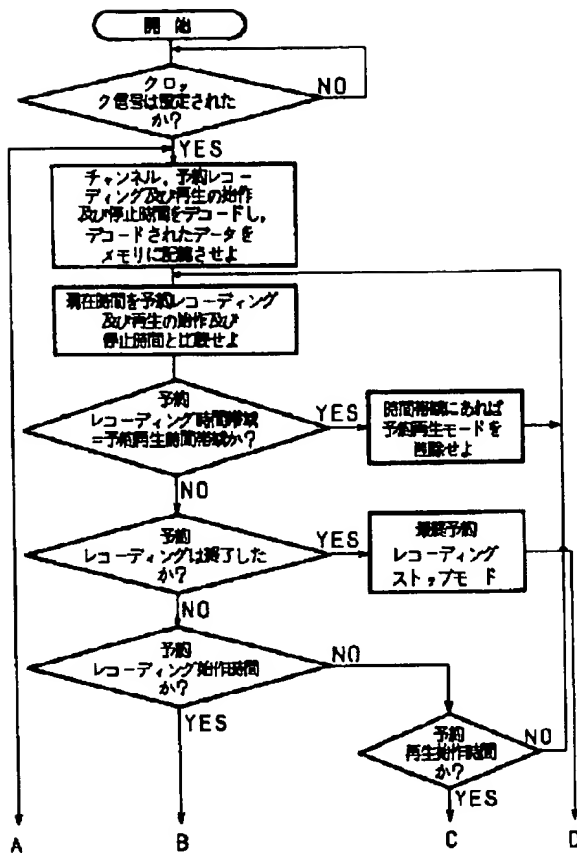 開始
クロッ
ク信号は設定された
か?
NO
YES
チャンネル、予約レコー
ディング及び再生の始作
及び停止時間をデコードし,
デコードされたデータを
メモリに記憶させよ
現在時間を予約レコーディング
及び再生の始作及び
停止時間と比較せよ
予約
レコーディング時間帯域
=予約再生時間帯域か?
YES
時間帯域にあれば
予約再生モードを
削除せよ
NO
予約
レコーディングは終了した
か?
YES
最終予約
レコーディング
ストップモード
NO
予約
レコーディング始作時間
か?
NO
YES
予約
再生始作時間
か?
NO
YES
A
B
C
D